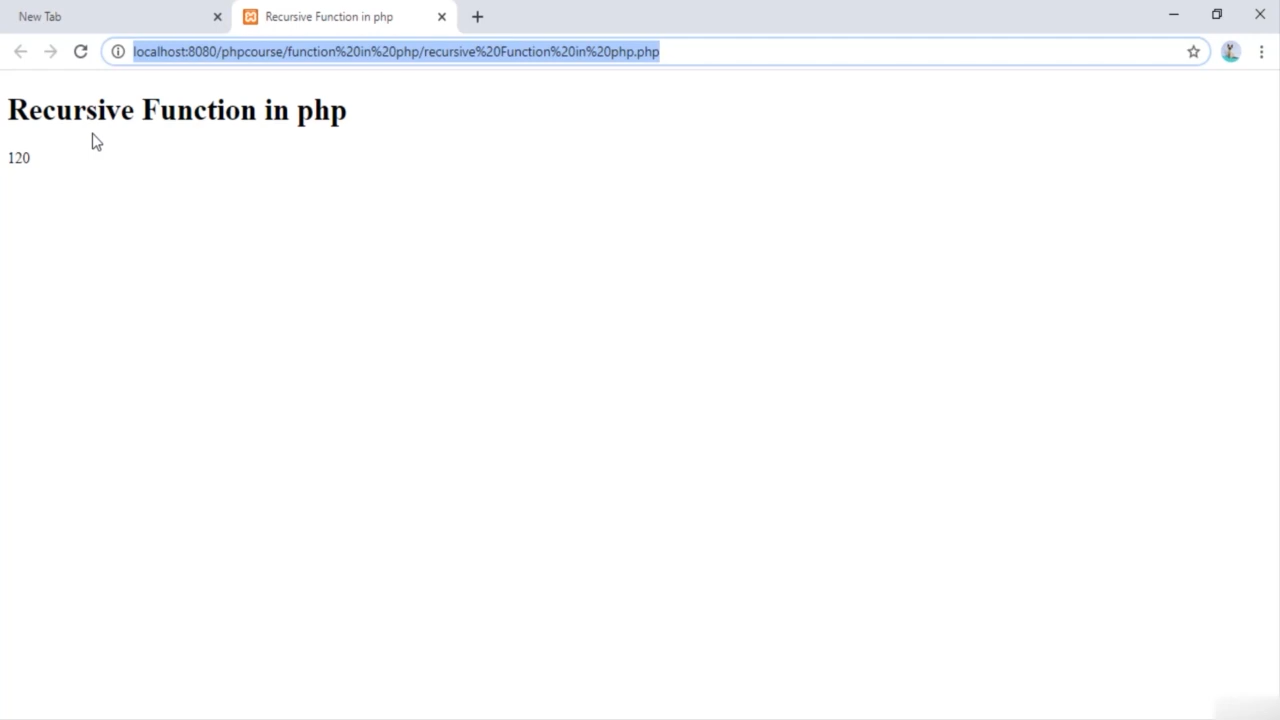 New Tab
Recursive Function in php
localhost:8080/phpcourse/function%20in%20php/recursive%20Function%20in%20php.php
Recursive Function in php
120